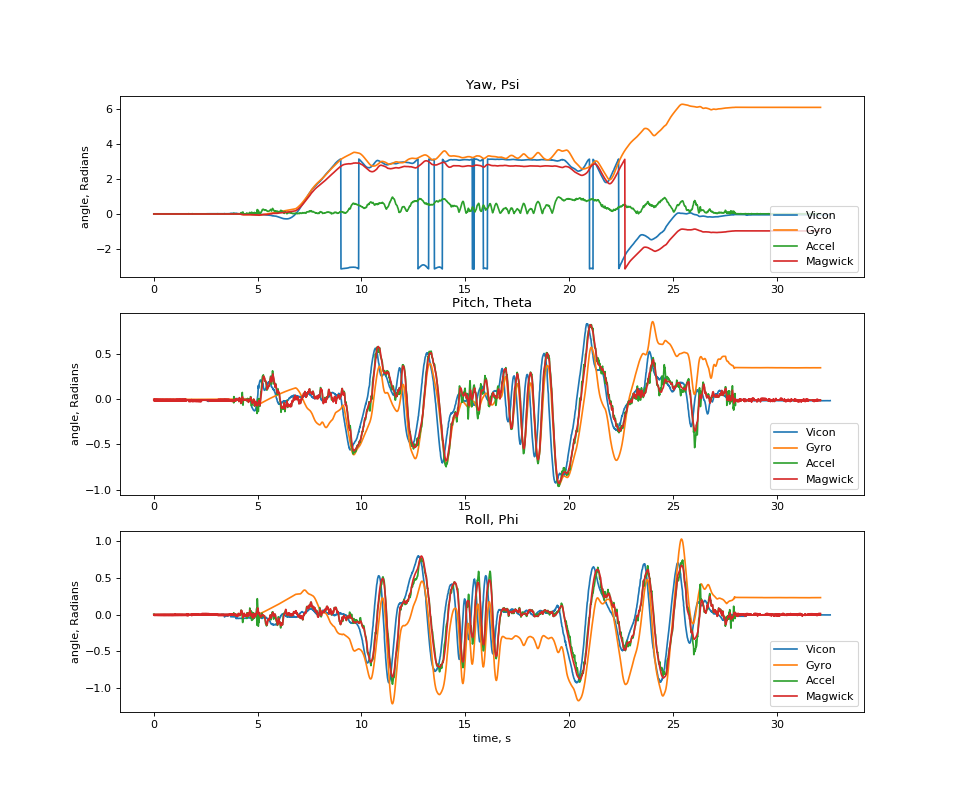 Yaw, Psi
angle, Radians
6
4
2
0
−2
0 5 10 15 20 25 30
Vicon
Gyro
Accel
Magwick
Pitch, Theta
angle, Radians
0.5
0.0
−0.5
−1.0
0 5 10 15 20 25 30
Vicon
Gyro
Accel
Magwick
Roll, Phi
angle, Radians
1.0
0.5
0.0
−0.5
−1.0
0 5 10 15 20 25 30
Vicon
Gyro
Accel
Magwick
time, s